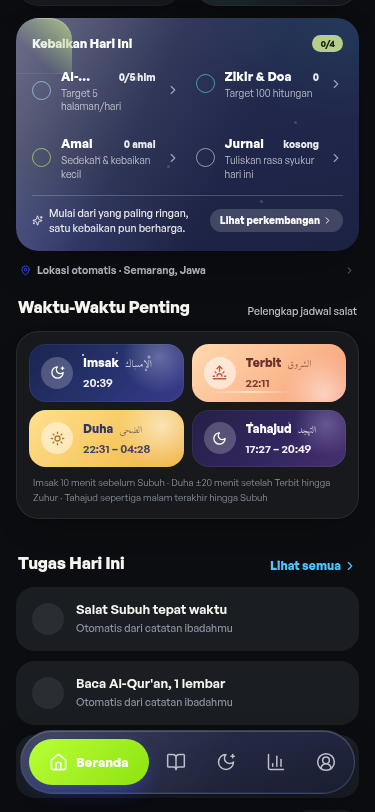 Kebaikan Hari Ini
0/4
Al-... 0/5 hlm
Target 5
halaman/hari
Zikir & Doa 0
Target 100 hitungan
Amal 0 amal
Sedekah & kebaikan
kecil
Jurnal kosong
Tuliskan rasa syukur
hari ini
Mulai dari yang paling ringan,
satu kebaikan pun berharga.
Lihat perkembangan
Lokasi otomatis · Semarang, Jawa
Waktu-Waktu Penting
Pelengkap jadwal salat
Imsak الإمساك
20:39
Terbit الشروق
22:11
Duha الضحى
22:31 – 04:28
Tahajud التهجد
17:27 – 20:49
Imsak 10 menit sebelum Subuh · Duha ±20 menit setelah Terbit hingga
Zuhur · Tahajud sepertiga malam terakhir hingga Subuh
Tugas Hari Ini
Lihat semua
Salat Subuh tepat waktu
Otomatis dari catatan ibadahmu
Baca Al-Qur'an, 1 lembar
Otomatis dari catatan ibadahmu
Beranda